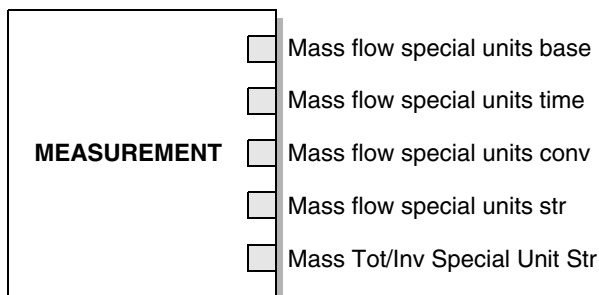 Mass flow special units base
Mass flow special units time
MEASUREMENT
Mass flow special units conv
Mass flow special units str
Mass Tot/Inv Special Unit Str